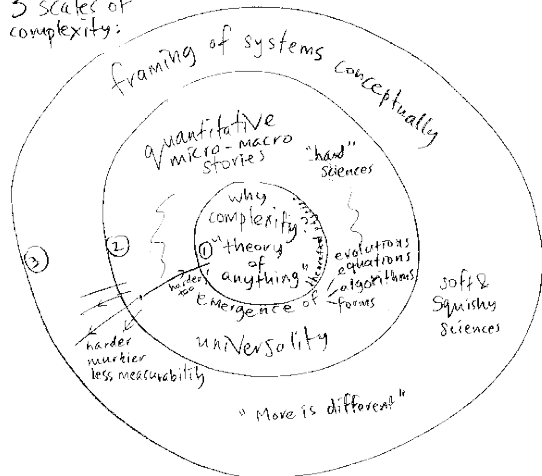 3 scales of
complexity:
framing of systems conceptually
quantitative
micro-macro
stories
"hard"
sciences
why
complexity?
"theory
of
anything"
1
2
3
harder
too
emergence of
evolutions
equations
algorithms
forms
universality
soft &
squishy
sciences
harder
murkier
less measurability
"More is different"